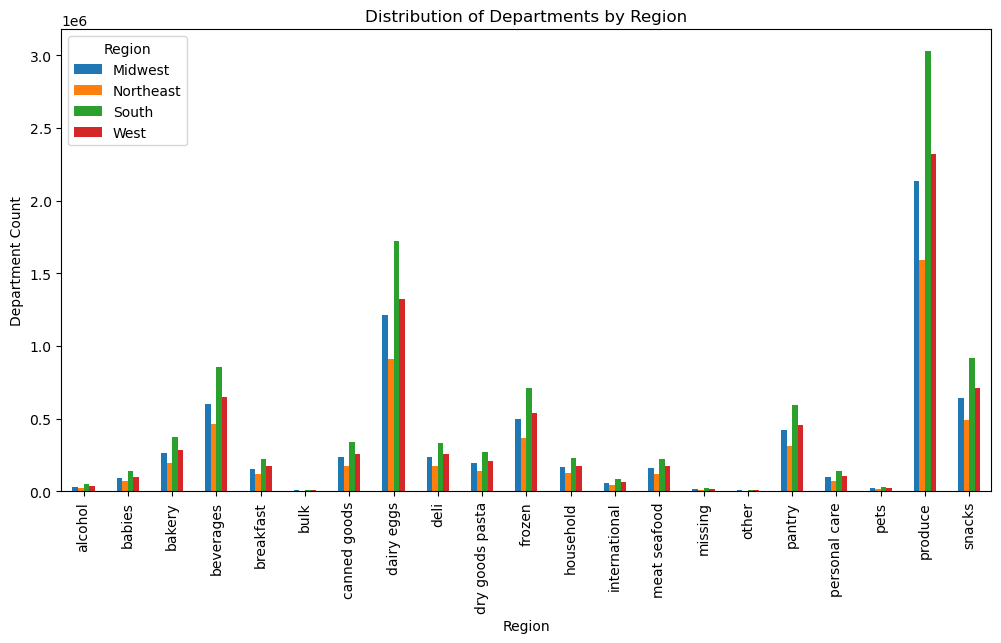 Distribution of Departments by Region
1e6
Region
Midwest
Northeast
South
West
3.0
2.5
2.0
1.5
1.0
0.5
0.0
Department Count
alcohol
babies
bakery
beverages
breakfast
bulk
canned goods
dairy eggs
deli
dry goods pasta
frozen
household
international
meat seafood
missing
other
pantry
personal care
pets
produce
snacks
Region